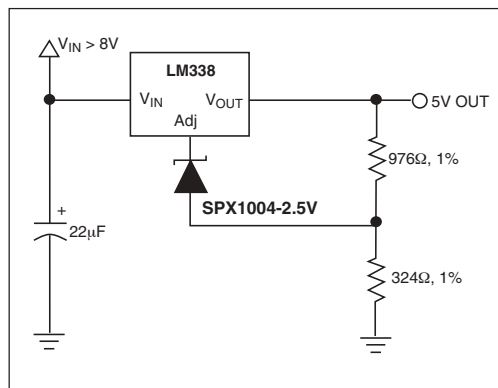 V_IN > 8V
LM338
V_IN V_OUT
Adj
5V OUT
976Ω, 1%
SPX1004-2.5V
+
22μF
324Ω, 1%